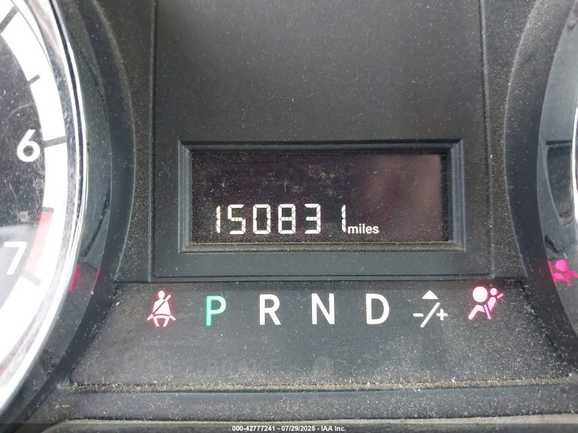 6
150831 miles
7
P R N D -/+
000-42777241 - 07/29/2025 - IAA Inc.